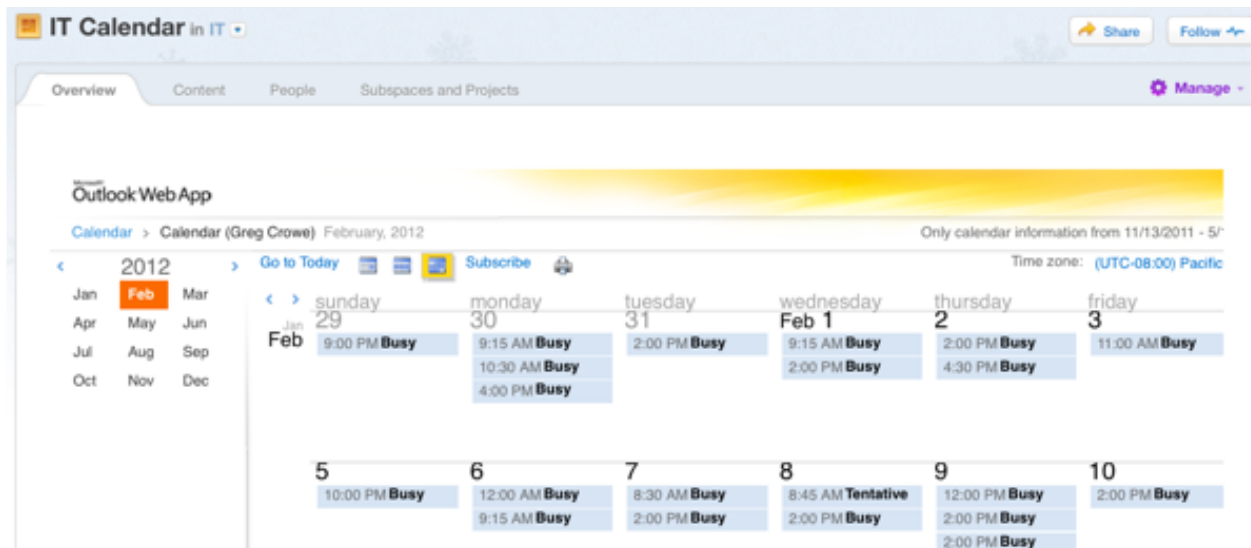 IT Calendar in IT
Share
Follow
Overview Content People Subspaces and Projects
Manage
Microsoft
Outlook Web App
Calendar > Calendar (Greg Crowe) February, 2012
Only calendar information from 11/13/2011 - 5/
2012
Go to Today Subscribe
Time zone: (UTC-08:00) Pacific
Jan Feb Mar
Apr May Jun
Jul Aug Sep
Oct Nov Dec
sunday monday tuesday wednesday thursday friday
Jan 29 30 31 Feb 1 2 3
Feb
9:00 PM Busy 9:15 AM Busy 2:00 PM Busy 9:15 AM Busy 2:00 PM Busy 11:00 AM Busy
10:30 AM Busy 2:00 PM Busy 4:30 PM Busy
4:00 PM Busy
5 6 7 8 9 10
10:00 PM Busy 12:00 AM Busy 8:30 AM Busy 8:45 AM Tentative 12:00 PM Busy 2:00 PM Busy
9:15 AM Busy 2:00 PM Busy 2:00 PM Busy 2:00 PM Busy
2:00 PM Busy